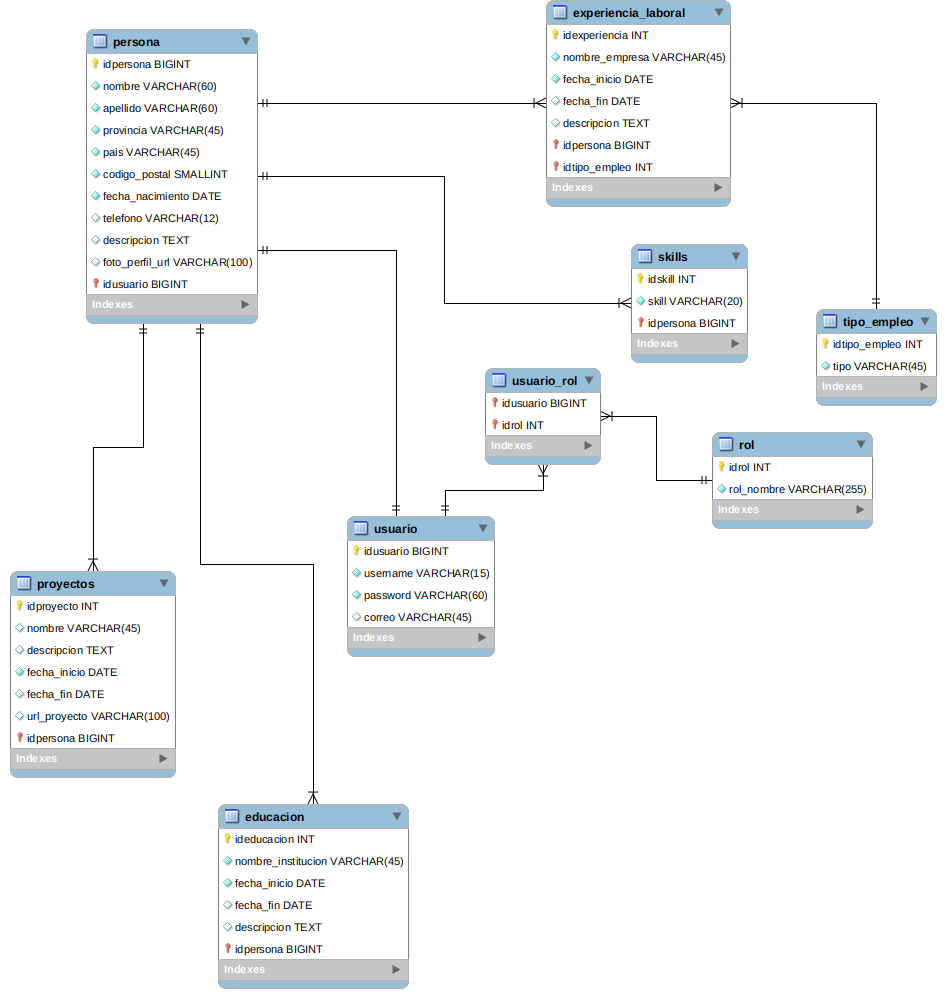 persona
idpersona BIGINT
nombre VARCHAR(60)
apellido VARCHAR(60)
provincia VARCHAR(45)
pais VARCHAR(45)
codigo_postal SMALLINT
fecha_nacimiento DATE
telefono VARCHAR(12)
descripcion TEXT
foto_perfil_url VARCHAR(100)
idusuario BIGINT
Indexes
experiencia_laboral
idexperiencia INT
nombre_empresa VARCHAR(45)
fecha_inicio DATE
fecha_fin DATE
descripcion TEXT
idpersona BIGINT
idtipo_empleo INT
Indexes
skills
idskill INT
skill VARCHAR(20)
idpersona BIGINT
Indexes
tipo_empleo
idtipo_empleo INT
tipo VARCHAR(45)
Indexes
usuario_rol
idusuario BIGINT
idrol INT
Indexes
rol
idrol INT
rol_nombre VARCHAR(255)
Indexes
usuario
idusuario BIGINT
username VARCHAR(15)
password VARCHAR(60)
correo VARCHAR(45)
Indexes
proyectos
idproyecto INT
nombre VARCHAR(45)
descripcion TEXT
fecha_inicio DATE
fecha_fin DATE
url_proyecto VARCHAR(100)
idpersona BIGINT
Indexes
educacion
ideducacion INT
nombre_institucion VARCHAR(45)
fecha_inicio DATE
fecha_fin DATE
descripcion TEXT
idpersona BIGINT
Indexes